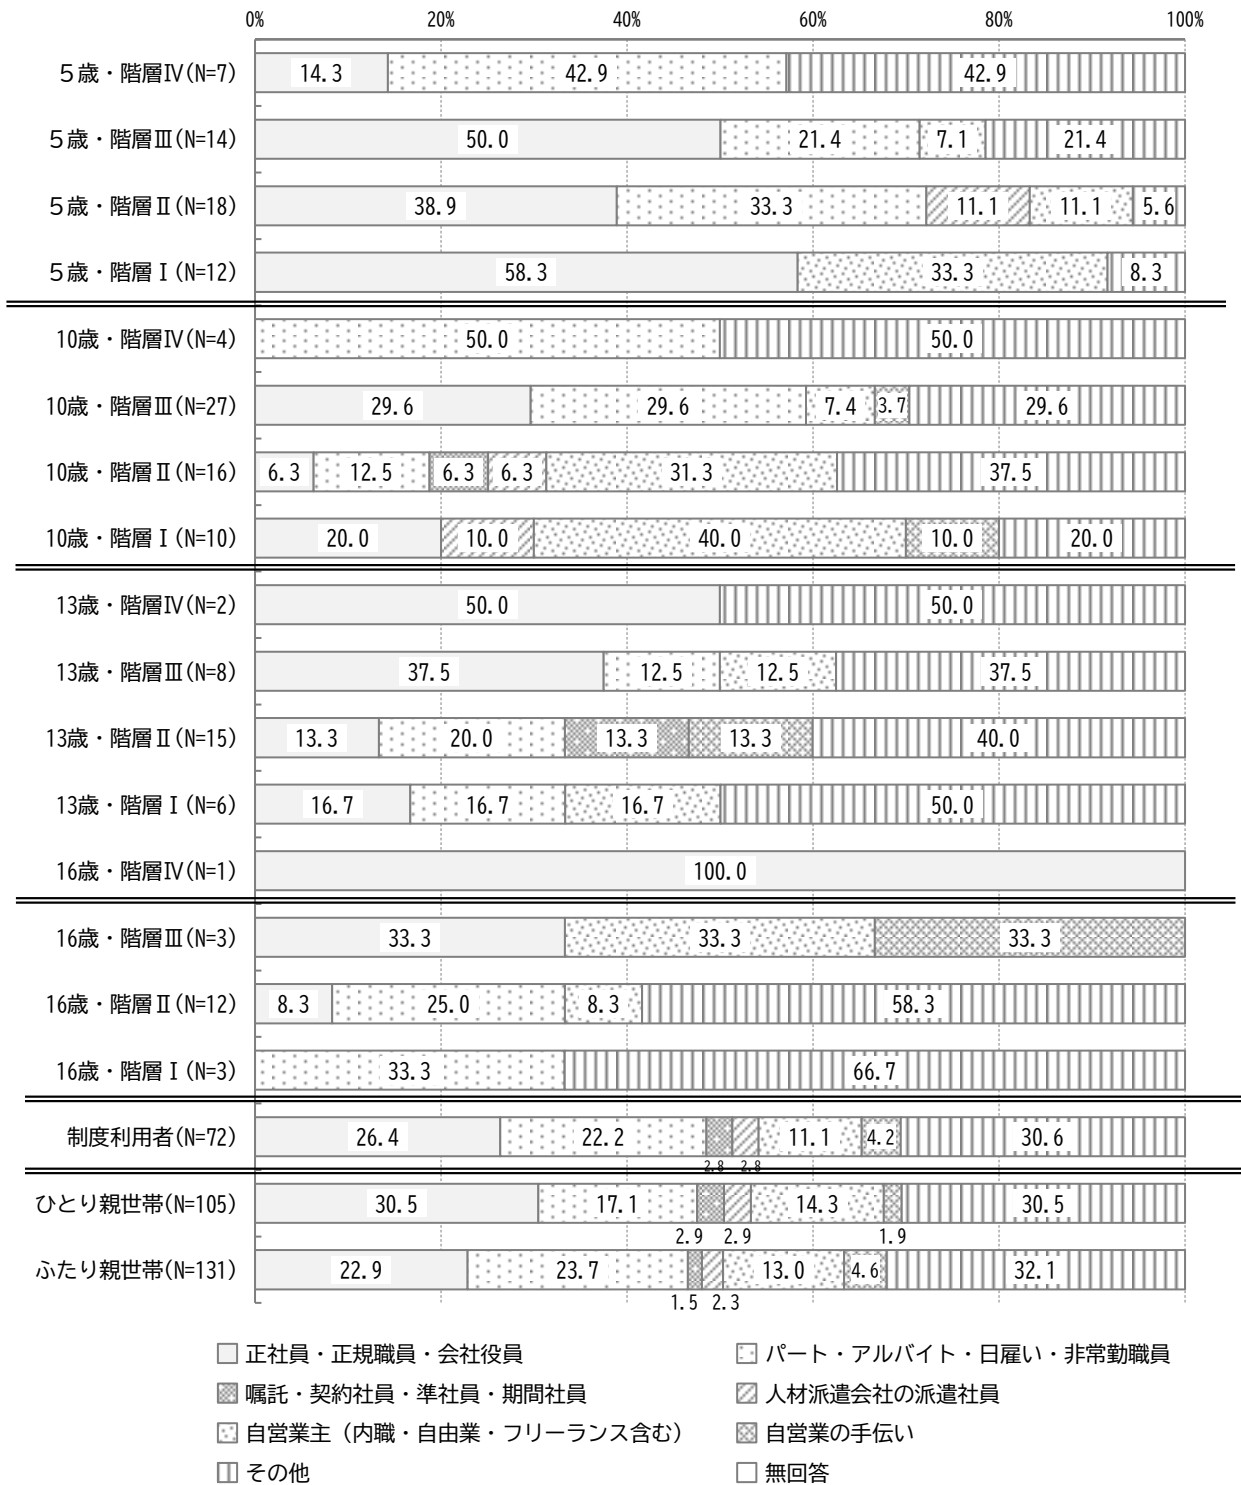 0% 20% 40% 60% 80% 100%
５歳・階層Ⅳ(N=7) 14.3 42.9 42.9
５歳・階層Ⅲ(N=14) 50.0 21.4 7.1 21.4
５歳・階層Ⅱ(N=18) 38.9 33.3 11.1 11.1 5.6
５歳・階層Ⅰ(N=12) 58.3 33.3 8.3
10歳・階層Ⅳ(N=4) 50.0 50.0
10歳・階層Ⅲ(N=27) 29.6 29.6 7.4 3.7 29.6
10歳・階層Ⅱ(N=16) 6.3 12.5 6.3 6.3 31.3 37.5
10歳・階層Ⅰ(N=10) 20.0 10.0 40.0 10.0 20.0
13歳・階層Ⅳ(N=2) 50.0 50.0
13歳・階層Ⅲ(N=8) 37.5 12.5 12.5 37.5
13歳・階層Ⅱ(N=15) 13.3 20.0 13.3 13.3 40.0
13歳・階層Ⅰ(N=6) 16.7 16.7 16.7 50.0
16歳・階層Ⅳ(N=1) 100.0
16歳・階層Ⅲ(N=3) 33.3 33.3 33.3
16歳・階層Ⅱ(N=12) 8.3 25.0 8.3 58.3
16歳・階層Ⅰ(N=3) 33.3 66.7
制度利用者(N=72) 26.4 22.2 11.1 4.2 30.6
2.8 2.8
ひとり親世帯(N=105) 30.5 17.1 14.3 30.5
2.9 2.9 1.9
ふたり親世帯(N=131) 22.9 23.7 13.0 4.6 32.1
1.5 2.3
正社員・正規職員・会社役員 パート・アルバイト・日雇い・非常勤職員
嘱託・契約社員・準社員・期間社員 人材派遣会社の派遣社員
自営業主（内職・自由業・フリーランス含む） 自営業の手伝い
その他 無回答